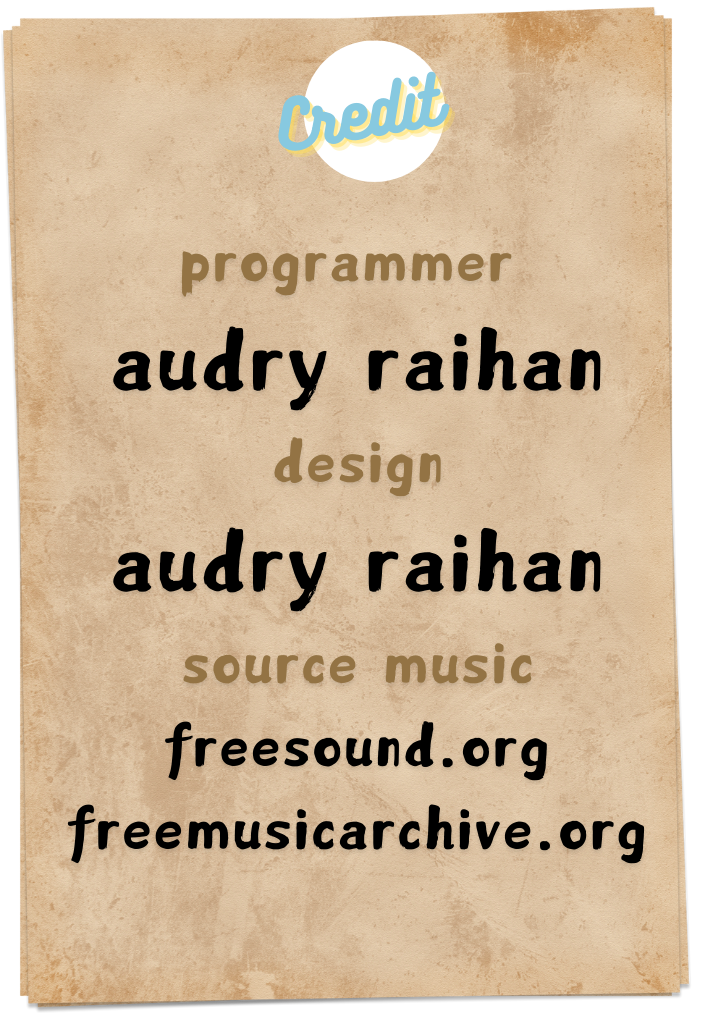 Credit
programmer
audry raihan
design
audry raihan
source music
freesound.org
freemusicarchive.org